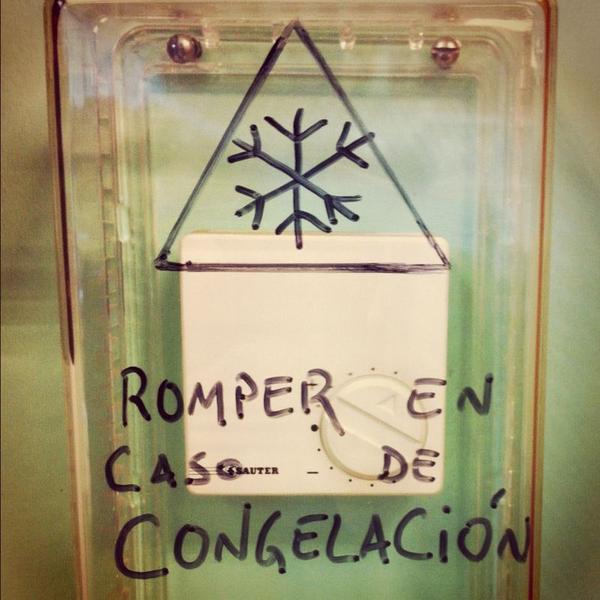 ROMPER EN
CASO DE
SAUTER
CONGELACIÓN